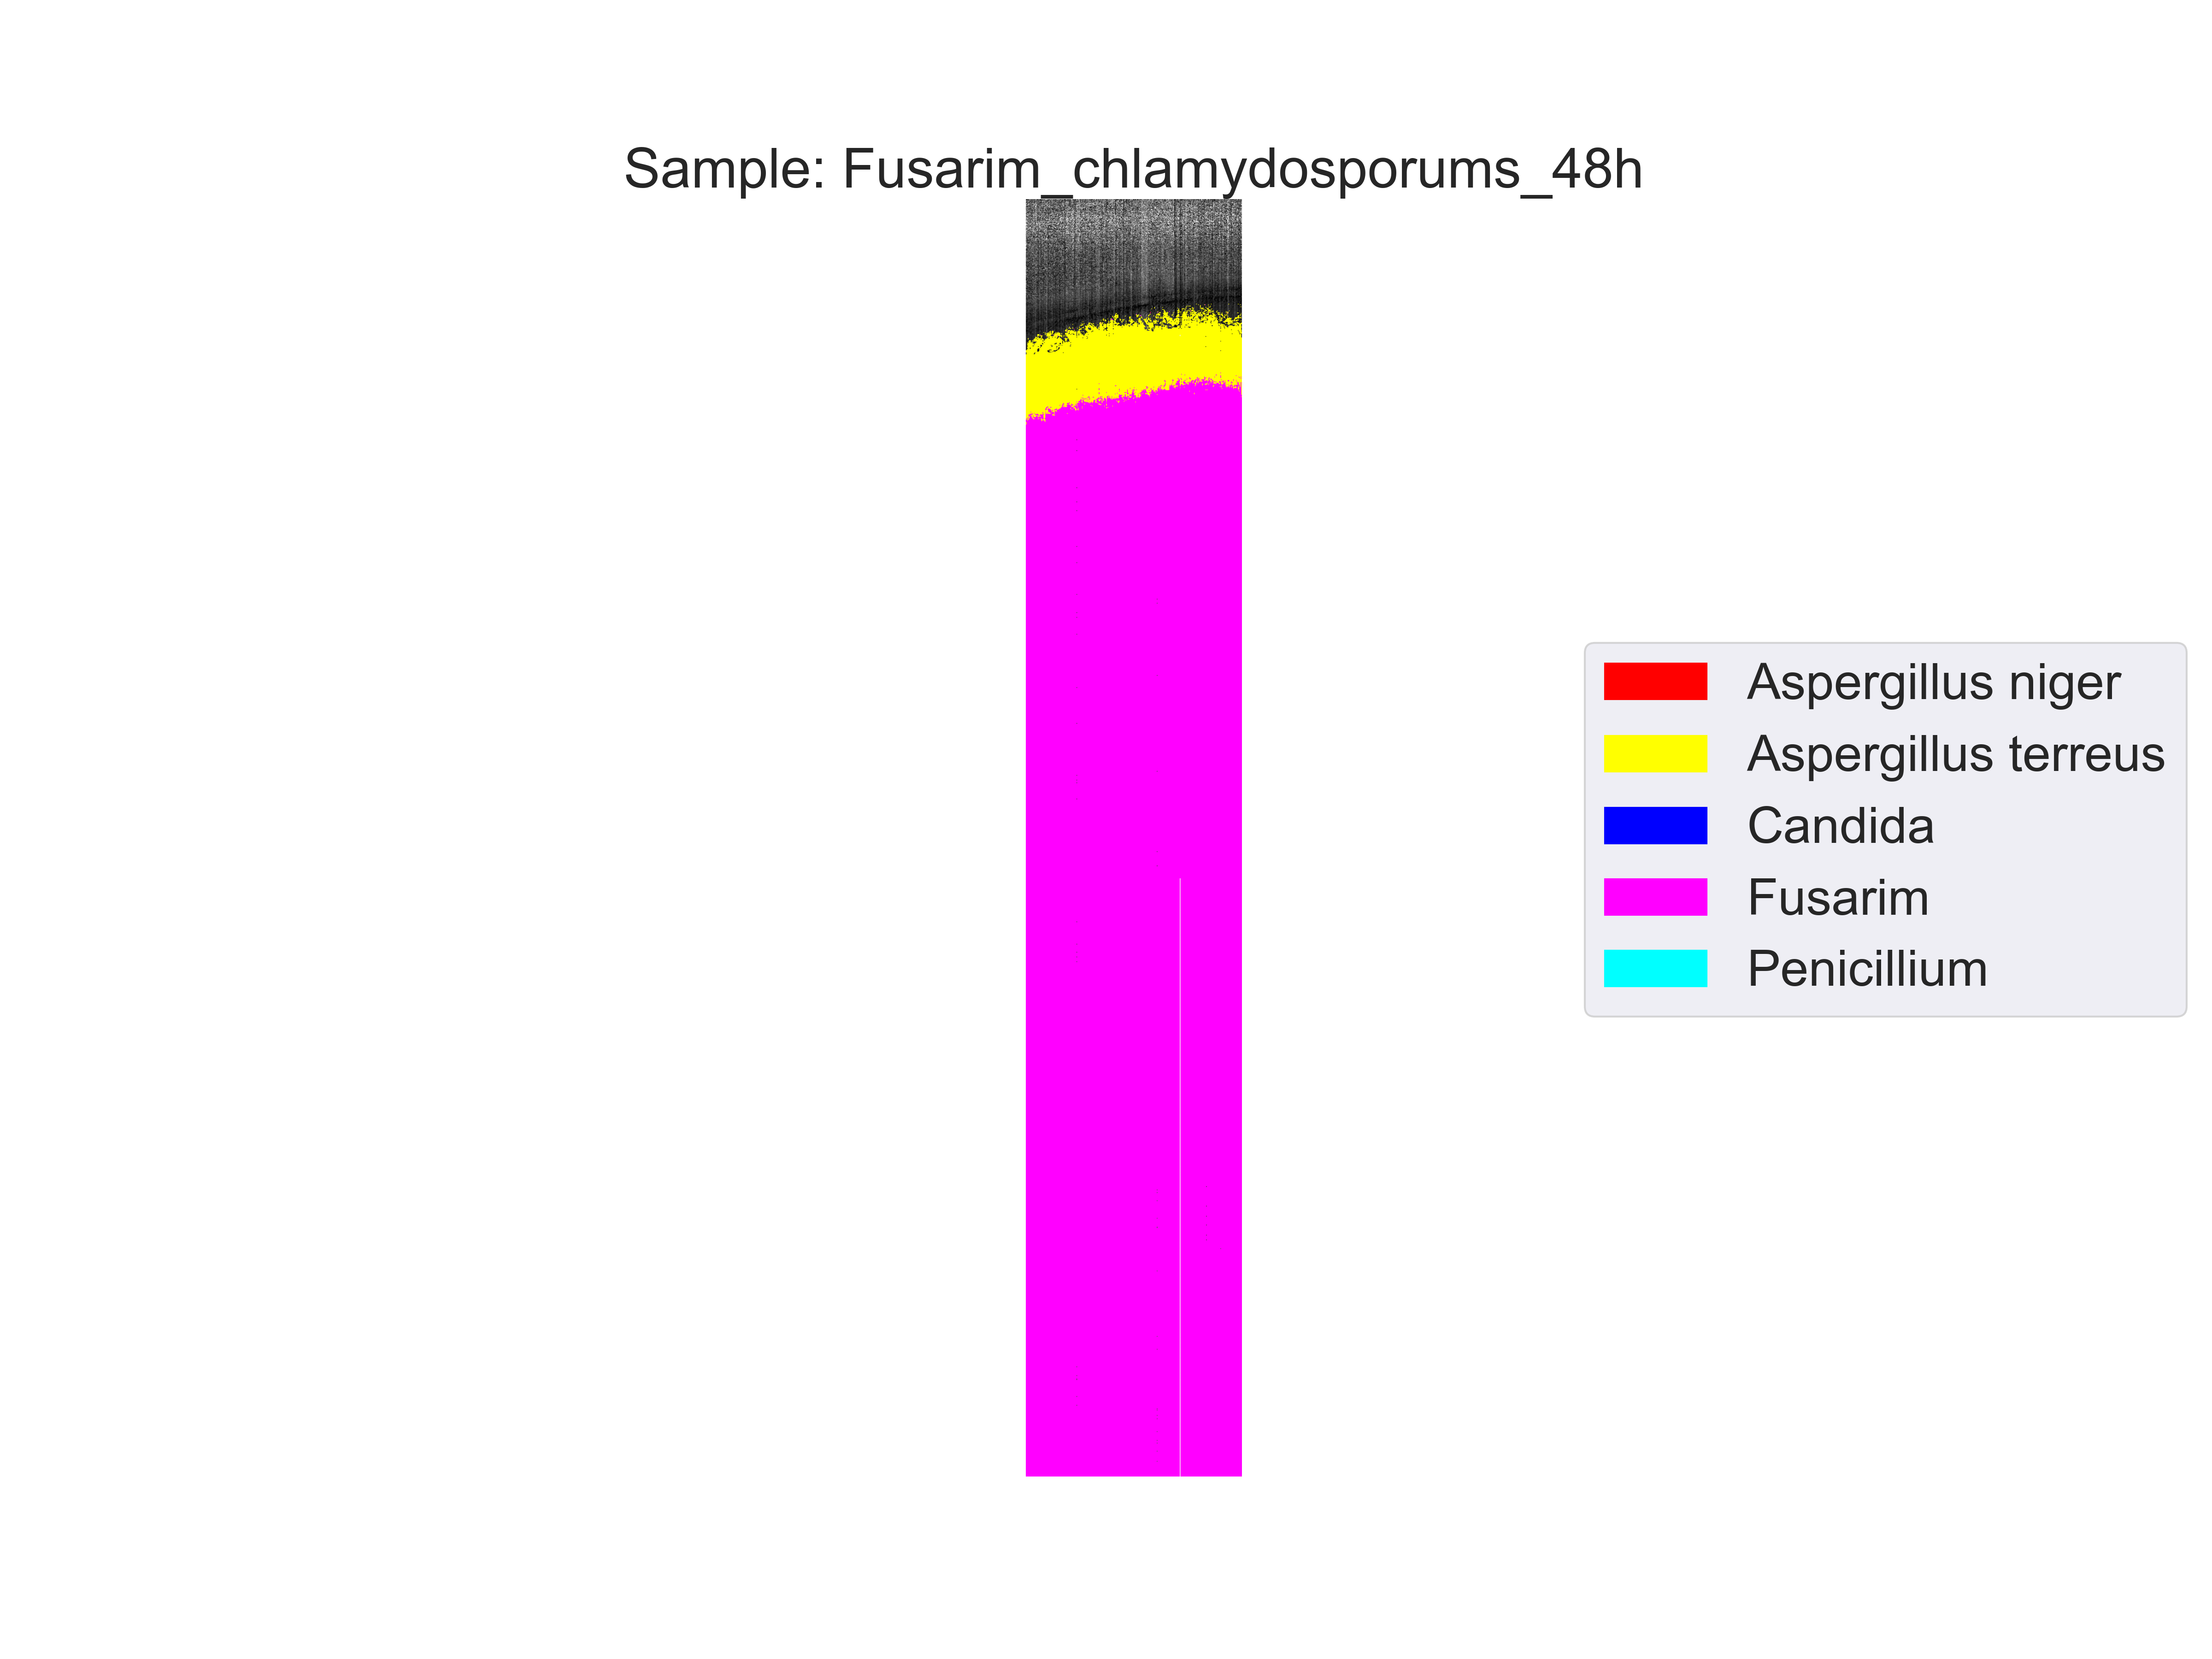 Sample: Fusarim_chlamydosporums_48h
Aspergillus niger
Aspergillus terreus
Candida
Fusarim
Penicillium